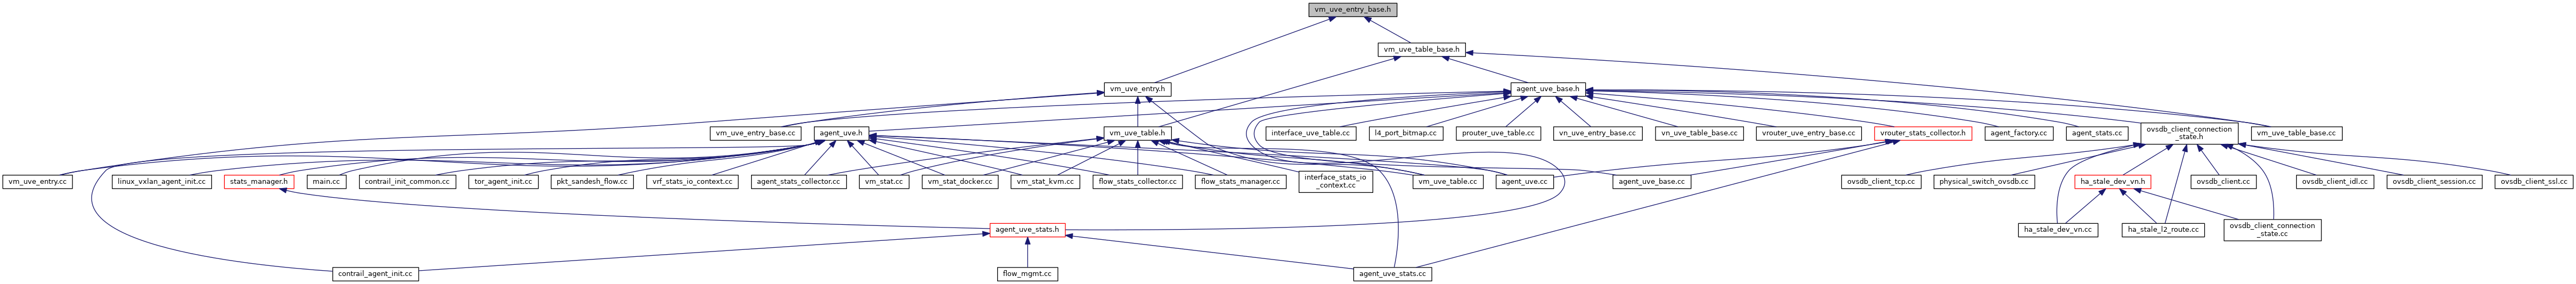 vm_uve_entry_base.h
vm_uve_table_base.h
vm_uve_entry.h
agent_uve_base.h
vm_uve_entry_base.cc
agent_uve.h
vm_uve_table.h
interface_uve_table.cc
l4_port_bitmap.cc
prouter_uve_table.cc
vn_uve_entry_base.cc
vn_uve_table_base.cc
vrouter_uve_entry_base.cc
vrouter_stats_collector.h
agent_factory.cc
agent_stats.cc
ovsdb_client_connection
_state.h
vm_uve_table_base.cc
vm_uve_entry.cc
linux_vxlan_agent_init.cc
stats_manager.h
main.cc
contrail_init_common.cc
tor_agent_init.cc
pkt_sandesh_flow.cc
vrf_stats_io_context.cc
agent_stats_collector.cc
vm_stat.cc
vm_stat_docker.cc
vm_stat_kvm.cc
flow_stats_collector.cc
flow_stats_manager.cc
interface_stats_io
_context.cc
vm_uve_table.cc
agent_uve.cc
agent_uve_base.cc
ovsdb_client_tcp.cc
physical_switch_ovsdb.cc
ha_stale_dev_vn.h
ovsdb_client.cc
ovsdb_client_idl.cc
ovsdb_client_session.cc
ovsdb_client_ssl.cc
agent_uve_stats.h
ha_stale_dev_vn.cc
ha_stale_l2_route.cc
ovsdb_client_connection
_state.cc
contrail_agent_init.cc
flow_mgmt.cc
agent_uve_stats.cc